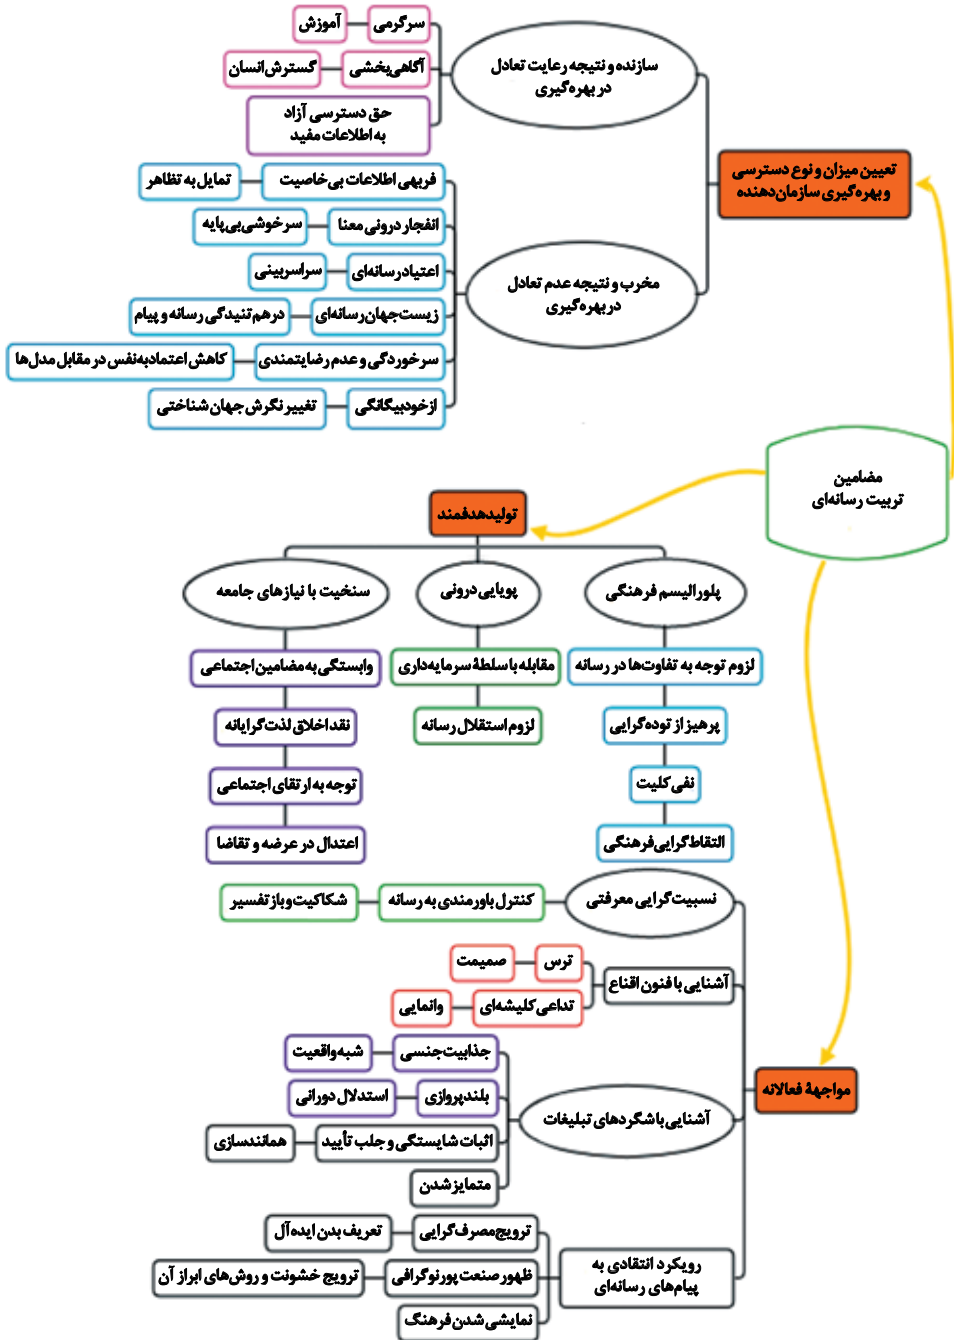 سرگرمی
آموزش
آگاهی‌بخشی
گسترش انسان
حق دسترسی آزاد
به اطلاعات مفید
سازنده و نتیجه رعایت تعادل
در بهره‌گیری
تعیین میزان و نوع دسترسی
و بهره‌گیری سازمان‌دهنده
فربهی اطلاعات بی‌خاصیت
تمایل به تظاهر
انفجار درونی معنا
سرخوشی بی‌پایه
اعتیاد رسانه‌ای
سراسربینی
زیست‌جهان رسانه‌ای
درهم‌تنیدگی رسانه و پیام
سرخوردگی و عدم رضایتمندی
کاهش اعتماد به‌نفس در مقابل مدل‌ها
ازخودبیگانگی
تغییر نگرش جهان‌شناختی
مخرب و نتیجه عدم تعادل
در بهره‌گیری
مضامین
تربیت رسانه‌ای
تولید هدفمند
پلورالیسم فرهنگی
پویایی درونی
سنخیت با نیازهای جامعه
لزوم توجه به تفاوت‌ها در رسانه
مقابله با سلطهٔ سرمایه‌داری
وابستگی به مضامین اجتماعی
پرهیز از توده‌گرایی
لزوم استقلال رسانه
نقد اخلاق لذت‌گرایانه
نفی کلیت
توجه به ارتقای اجتماعی
التقاط‌گرایی فرهنگی
اعتدال در عرضه و تقاضا
نسبیت‌گرایی معرفتی
کنترل باورمندی به رسانه
شکاکیت و بازتفسیر
آشنایی با فنون اقناع
ترس
صمیمت
تداعی کلیشه‌ای
وانمایی
مواجههٔ فعالانه
آشنایی با شگردهای تبلیغات
جذابیت جنسی
شبه واقعیت
بلندپروازی
استدلال دورانی
اثبات شایستگی و جلب تأیید
همانندسازی
متمایز شدن
رویکرد انتقادی به
پیام‌های رسانه‌ای
ترویج مصرف‌گرایی
تعریف بدن ایده‌آل
ظهور صنعت پورنوگرافی
ترویج خشونت و روش‌های ابراز آن
نمایشی شدن فرهنگ